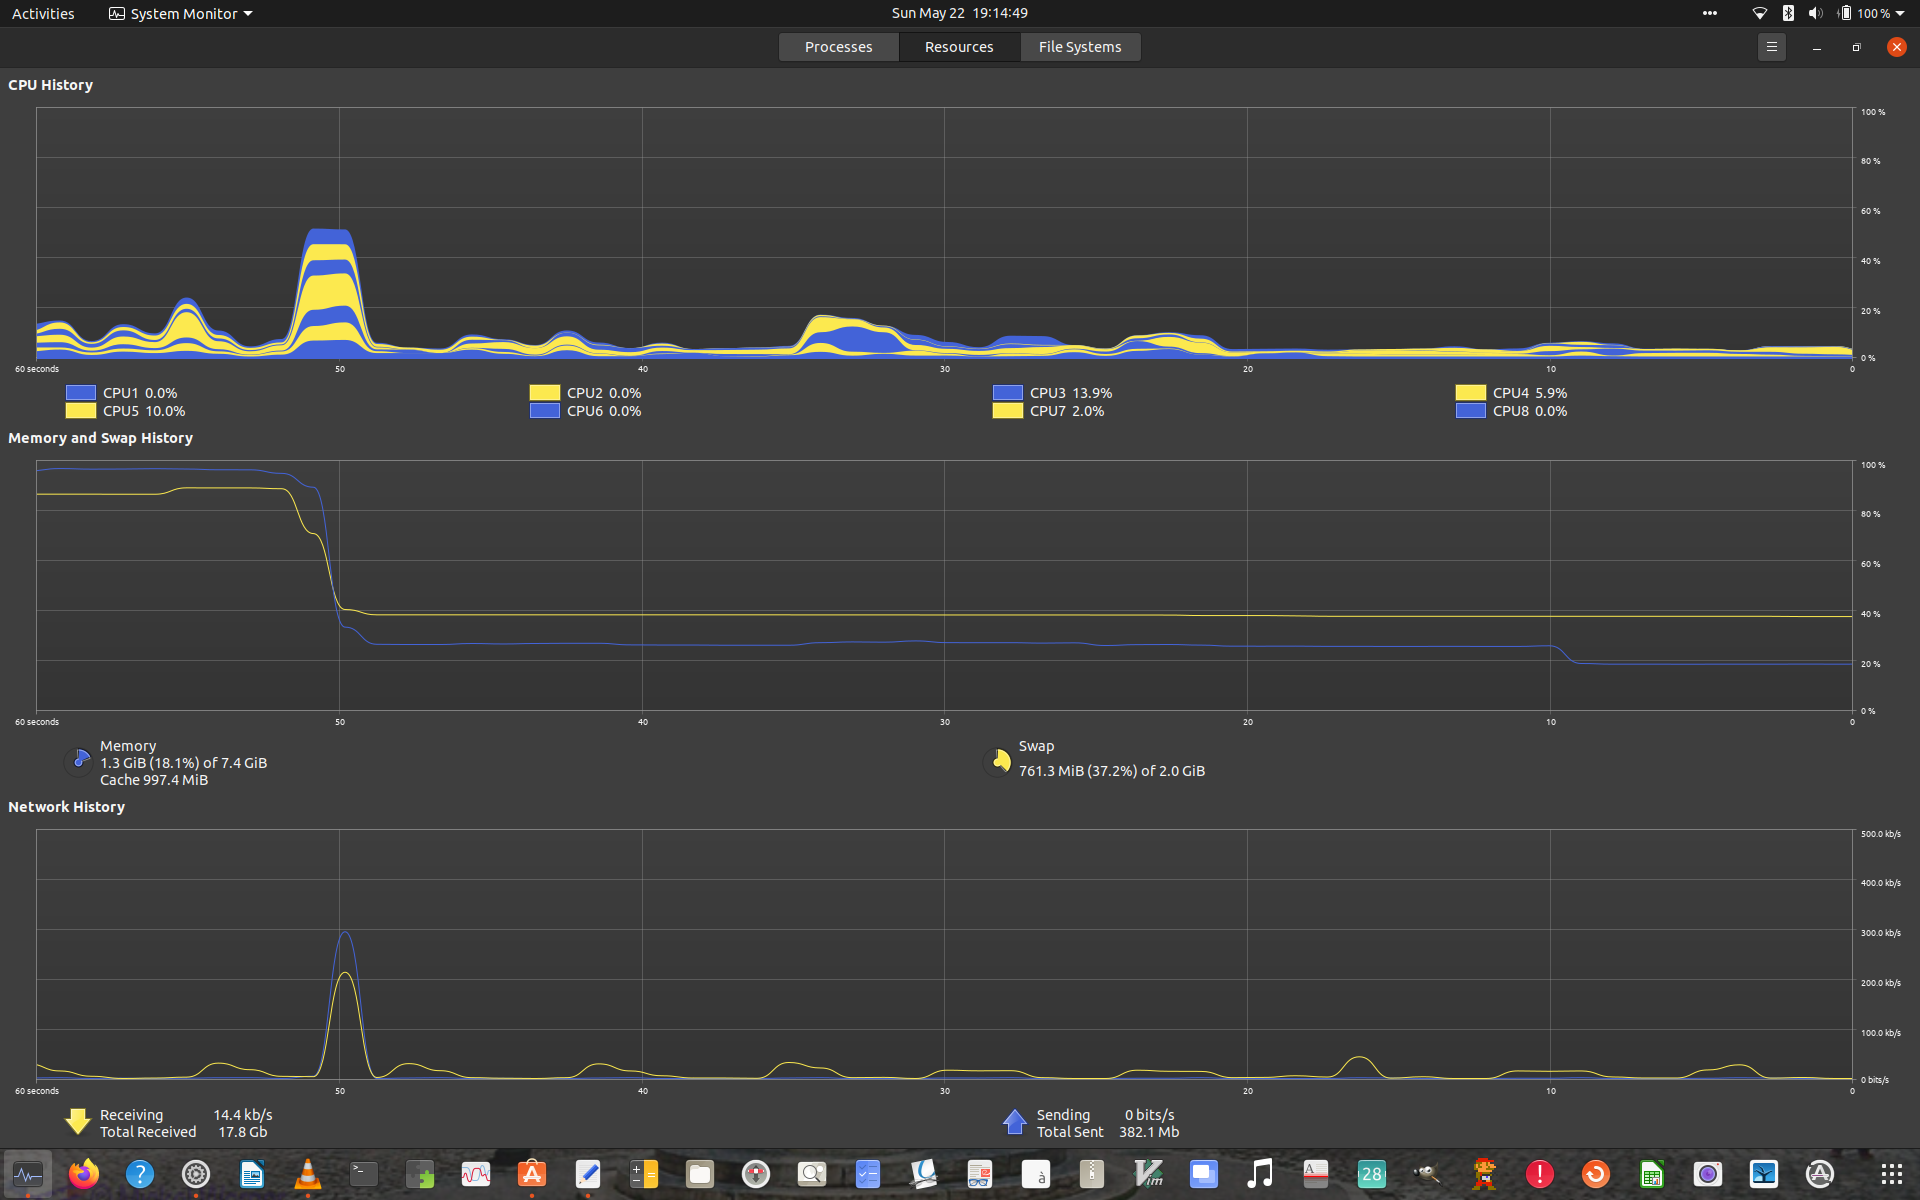 Activities System Monitor Sun May 22 19:14:49 100 %
Processes Resources File Systems
CPU History
100 %
80 %
60 %
40 %
20 %
0 %
60 seconds 50 40 30 20 10 0
CPU1 0.0% CPU2 0.0% CPU3 13.9% CPU4 5.9%
CPU5 10.0% CPU6 0.0% CPU7 2.0% CPU8 0.0%
Memory and Swap History
100 %
80 %
60 %
40 %
20 %
0 %
60 seconds 50 40 30 20 10 0
Memory
1.3 GiB (18.1%) of 7.4 GiB
Cache 997.4 MiB
Swap
761.3 MiB (37.2%) of 2.0 GiB
Network History
500.0 kb/s
400.0 kb/s
300.0 kb/s
200.0 kb/s
100.0 kb/s
0 bits/s
60 seconds 50 40 30 20 10 0
Receiving 14.4 kb/s
Total Received 17.8 Gb
Sending 0 bits/s
Total Sent 382.1 Mb
? >_ à Vim A 28 !